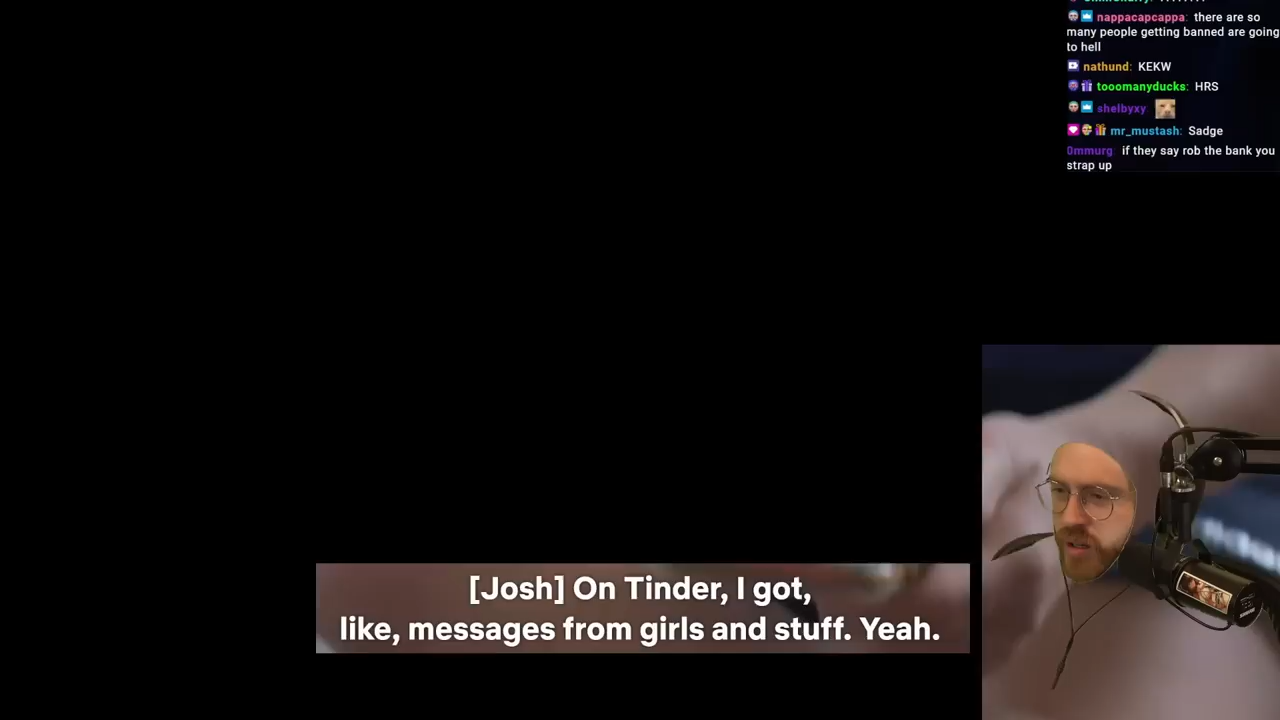 nappacapcappa: there are so
many people getting banned are going
to hell
nathund: KEKW
tooomanyducks: HRS
shelbyxy
mr_mustash: Sadge
0mmurg: if they say rob the bank you
strap up
[Josh] On Tinder, I got,
like, messages from girls and stuff. Yeah.